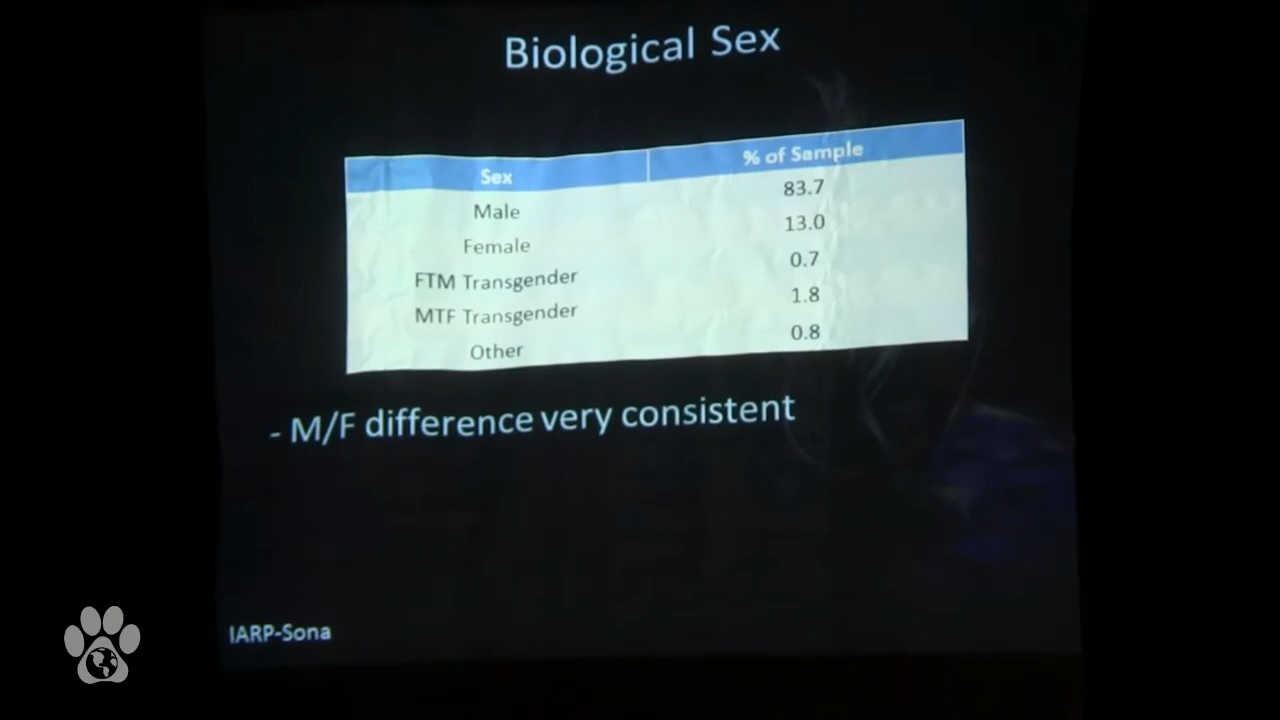 Biological Sex
Sex % of Sample
Male 83.7
Female 13.0
FTM Transgender 0.7
MTF Transgender 1.8
Other 0.8
- M/F difference very consistent
IARP-Sona